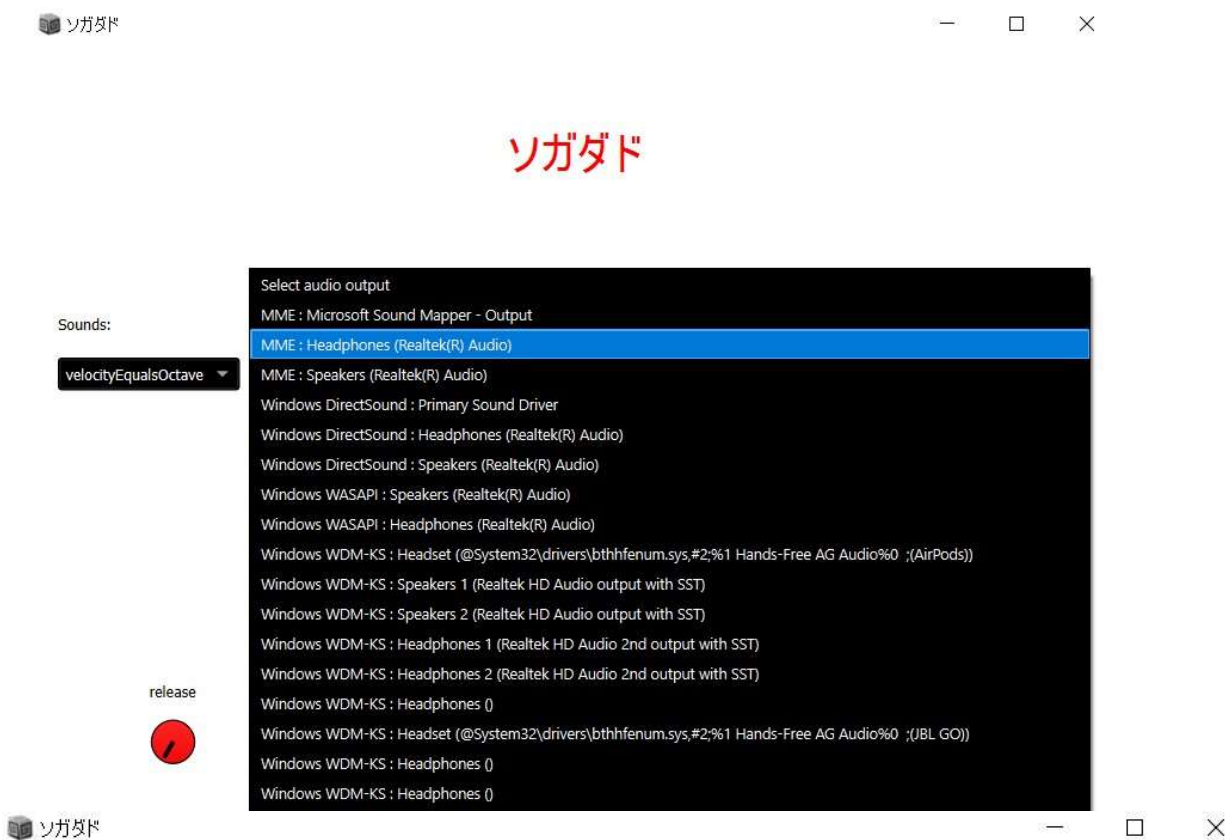 ソガダド
ソガダド
Select audio output
MME : Microsoft Sound Mapper - Output
Sounds:
MME : Headphones (Realtek(R) Audio)
velocityEqualsOctave
MME : Speakers (Realtek(R) Audio)
Windows DirectSound : Primary Sound Driver
Windows DirectSound : Headphones (Realtek(R) Audio)
Windows DirectSound : Speakers (Realtek(R) Audio)
Windows WASAPI : Speakers (Realtek(R) Audio)
Windows WASAPI : Headphones (Realtek(R) Audio)
Windows WDM-KS : Headset (@System32\drivers\bthhfenum.sys,#2;%1 Hands-Free AG Audio%0 ;(AirPods))
Windows WDM-KS : Speakers 1 (Realtek HD Audio output with SST)
Windows WDM-KS : Speakers 2 (Realtek HD Audio output with SST)
Windows WDM-KS : Headphones 1 (Realtek HD Audio 2nd output with SST)
Windows WDM-KS : Headphones 2 (Realtek HD Audio 2nd output with SST)
release
Windows WDM-KS : Headphones ()
Windows WDM-KS : Headset (@System32\drivers\bthhfenum.sys,#2;%1 Hands-Free AG Audio%0 ;(JBL GO))
Windows WDM-KS : Headphones ()
Windows WDM-KS : Headphones ()
ソガダド